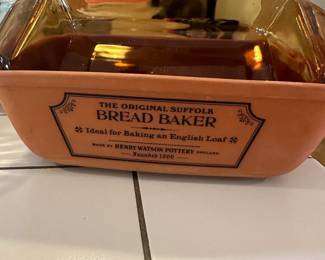 THE ORIGINAL SUFFOLK
BREAD BAKER
Ideal for Baking an English Loaf
MADE BY HENRY WATSON POTTERY ENGLAND
Founded 1800